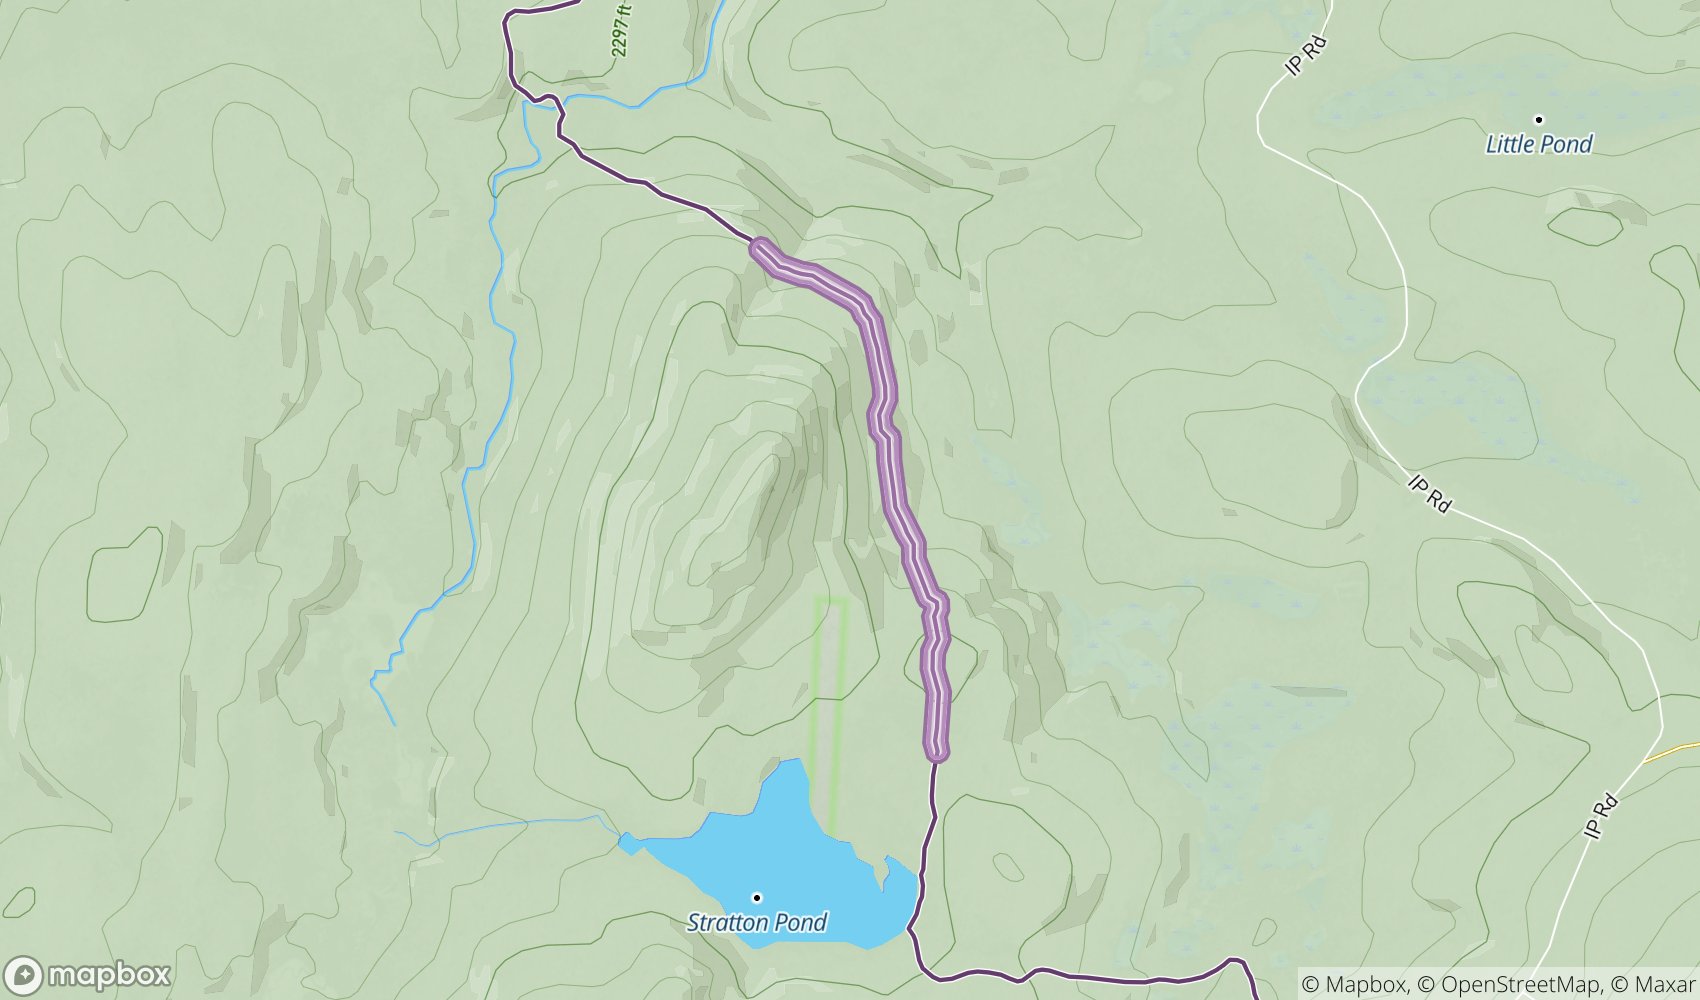 2297 ft
IP Rd
Little Pond
IP Rd
IP Rd
Stratton Pond
mapbox
© Mapbox, © OpenStreetMap, © Maxar